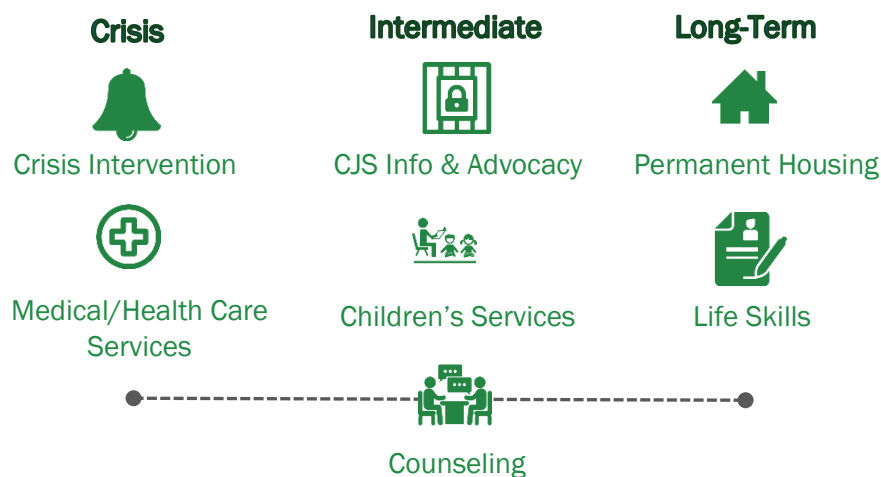 Crisis
Intermediate
Long-Term
Crisis Intervention
CJS Info & Advocacy
Permanent Housing
Medical/Health Care
Services
Children’s Services
Life Skills
Counseling